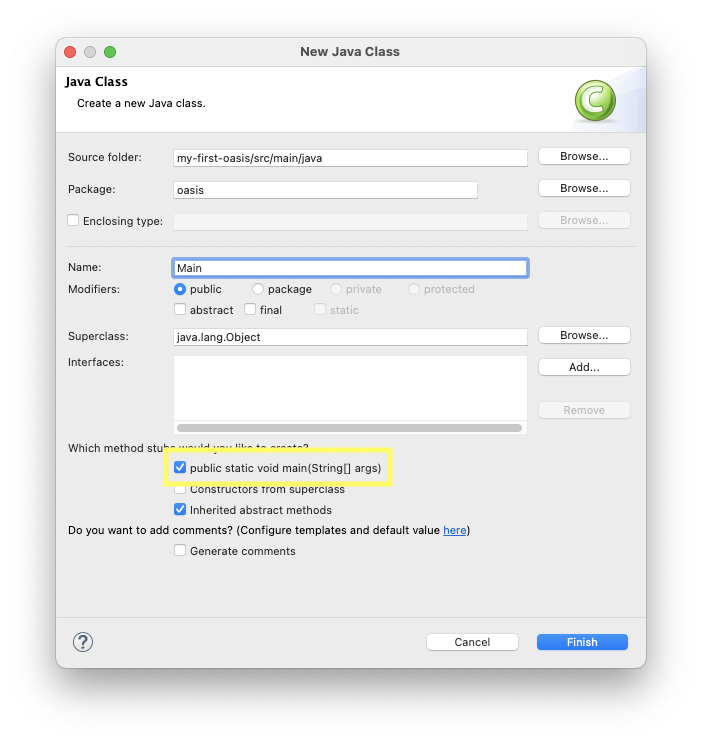 New Java Class
Java Class
Create a new Java class.
Source folder: my-first-oasis/src/main/java Browse...
Package: oasis Browse...
Enclosing type: Browse...
Name: Main
Modifiers: public package private protected
abstract final static
Superclass: java.lang.Object Browse...
Interfaces: Add...
Remove
Which method stubs would you like to create?
public static void main(String[] args)
Constructors from superclass
Inherited abstract methods
Do you want to add comments? (Configure templates and default value here)
Generate comments
? Cancel Finish